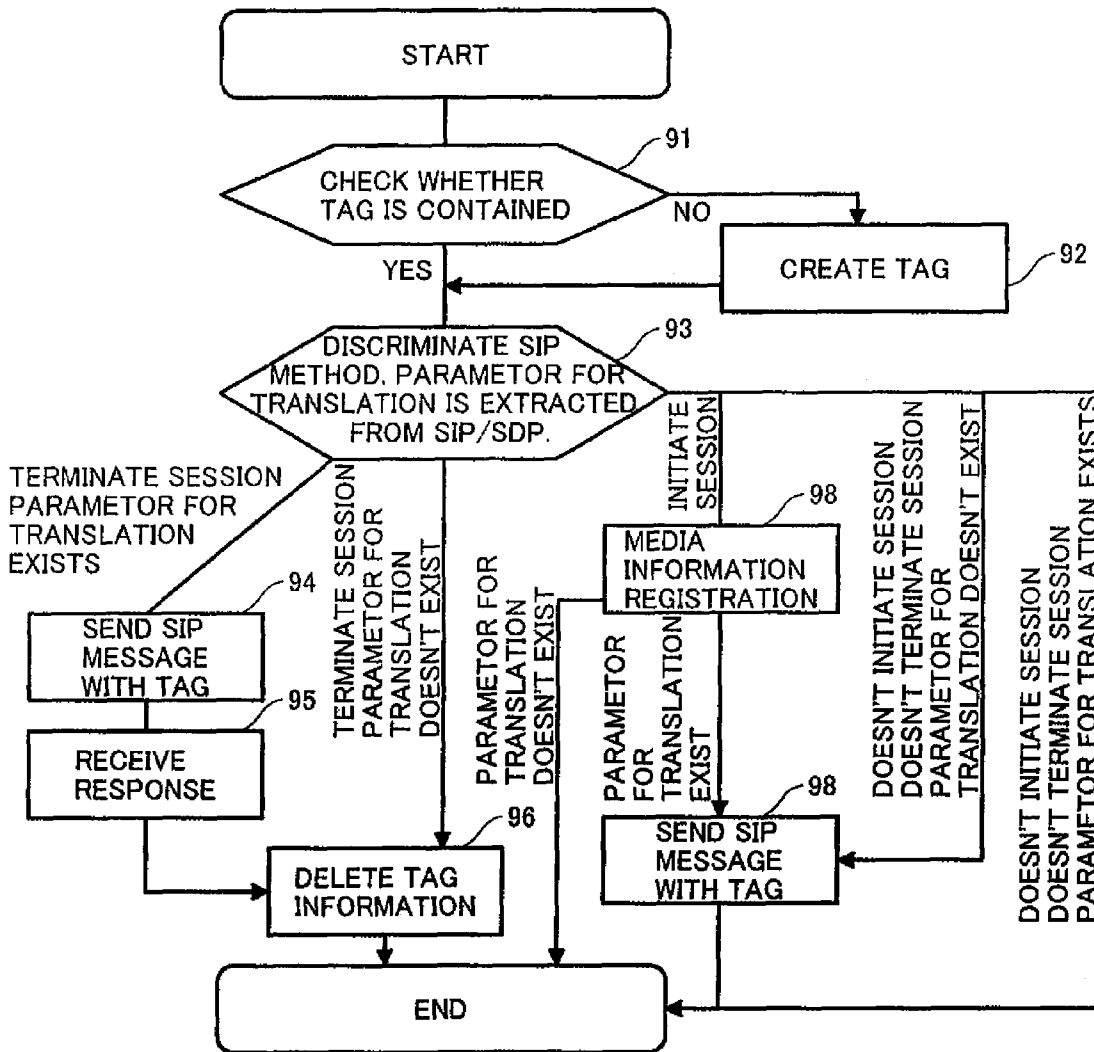 START
91
CHECK WHETHER
TAG IS CONTAINED
NO
92
CREATE TAG
YES
93
DISCRIMINATE SIP
METHOD. PARAMETOR FOR
TRANSLATION IS EXTRACTED
FROM SIP/SDP.
TERMINATE SESSION
PARAMETOR FOR
TRANSLATION
EXISTS
94
SEND SIP
MESSAGE
WITH TAG
95
RECEIVE
RESPONSE
TERMINATE SESSION
PARAMETOR FOR
TRANSLATION
DOESN'T EXIST
96
DELETE TAG
INFORMATION
INITIATE
SESSION
98
MEDIA
INFORMATION
REGISTRATION
PARAMETOR FOR
TRANSLATION
DOESN'T EXIST
PARAMETOR
FOR
TRANSLATION
EXIST
98
SEND SIP
MESSAGE
WITH TAG
DOESN'T INITIATE SESSION
DOESN'T TERMINATE SESSION
PARAMETOR FOR
TRANSLATION DOESN'T EXIST
DOESN'T INITIATE SESSION
DOESN'T TERMINATE SESSION
PARAMETOR FOR TRANSLATION EXISTS
END